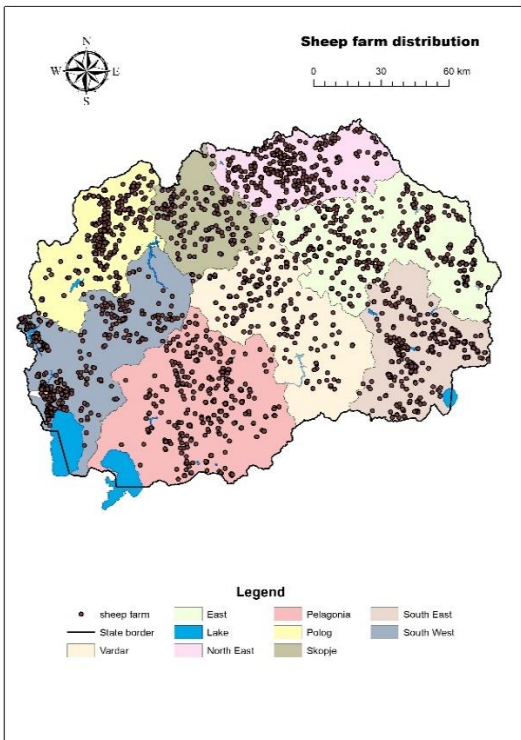 N
Sheep farm distribution
W E
S
0 30 60 km
Legend
sheep farm East Pelagonia South East
State border Lake Polog South West
Vardar North East Skopje